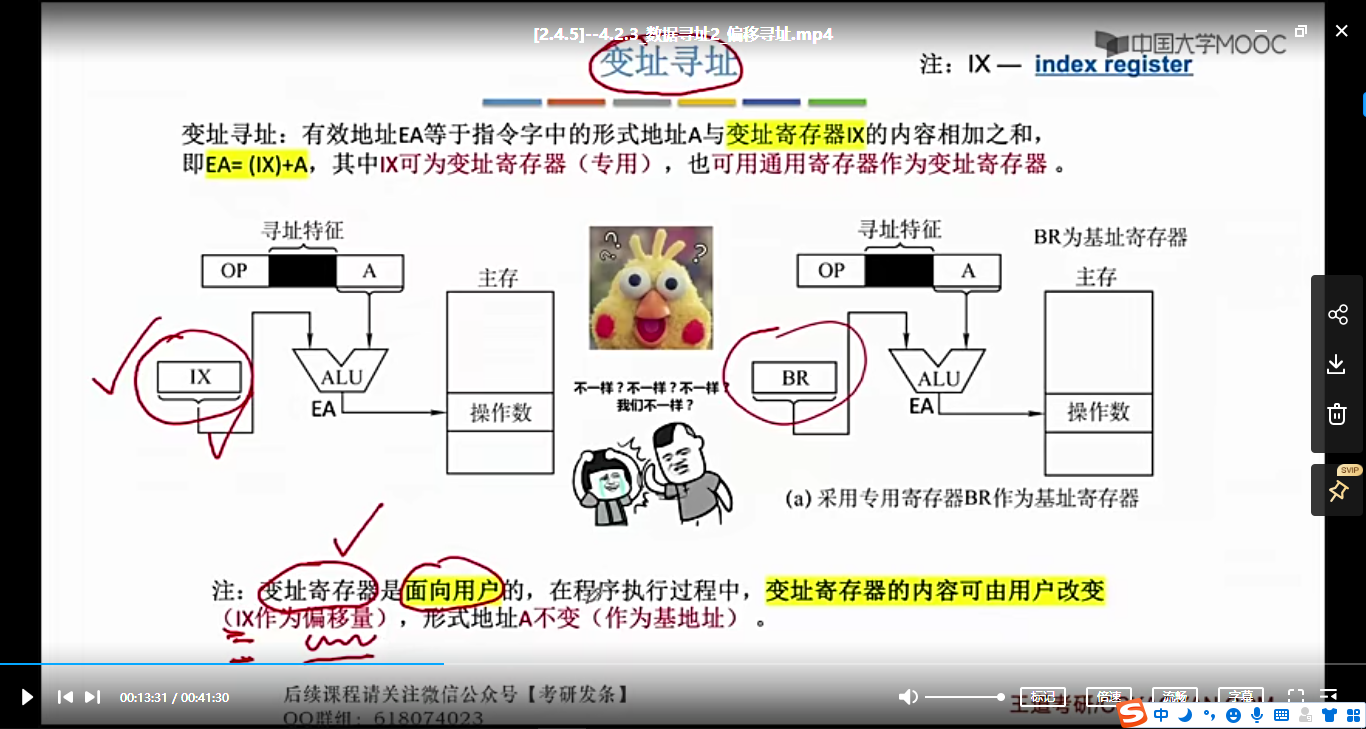 [2.4.5]--4.2.3_数据寻址2_偏移寻址.mp4
中国大学MOOC
变址寻址
注：IX — index register
变址寻址：有效地址EA等于指令字中的形式地址A与变址寄存器IX的内容相加之和，
即EA= (IX)+A，其中IX可为变址寄存器（专用），也可用通用寄存器作为变址寄存器 。
寻址特征
OP
A
主存
IX
ALU
EA
操作数
不一样？不一样？不一样？
我们不一样？
寻址特征
BR为基址寄存器
OP
A
主存
BR
ALU
EA
操作数
(a) 采用专用寄存器BR作为基址寄存器
注：变址寄存器是面向用户的，在程序执行过程中，变址寄存器的内容可由用户改变
（IX作为偏移量），形式地址A不变（作为基地址） 。
SVIP
00:13:31 / 00:41:30
后续课程请关注微信公众号【考研发条】
QQ群组：618074023
标记
倍速
流畅
字幕
中